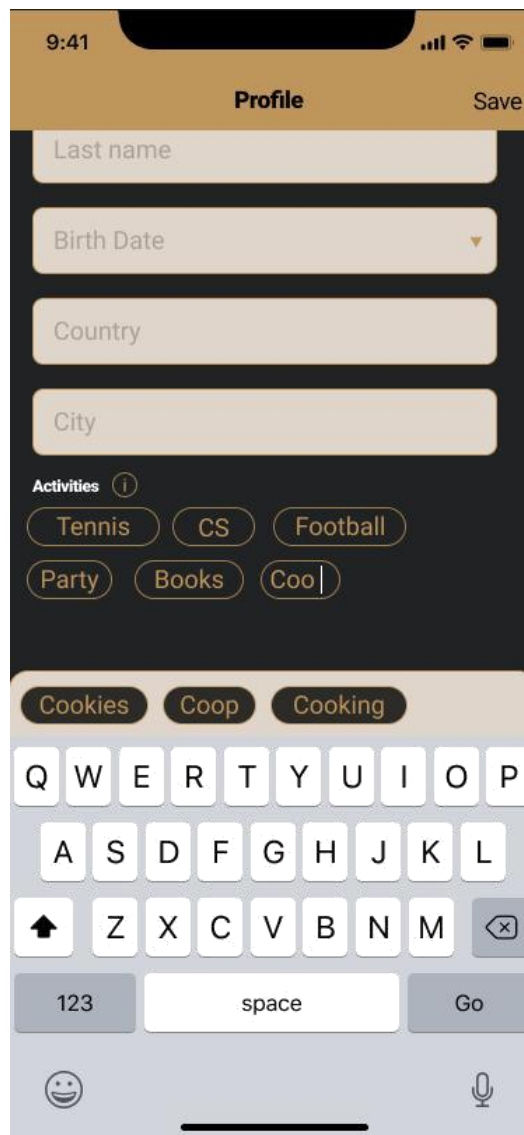 9:41
Profile Save
Last name
Birth Date
Country
City
Activities i
Tennis CS Football
Party Books Coo
Cookies Coop Cooking
Q W E R T Y U I O P
A S D F G H J K L
Z X C V B N M
123 space Go